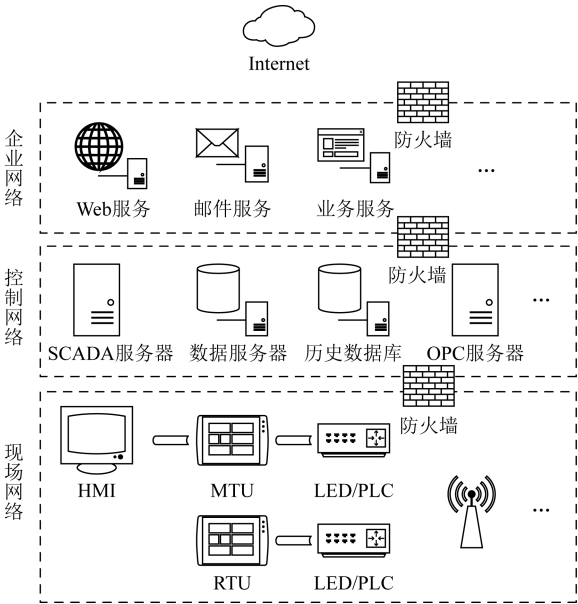 Internet
企业网络
防火墙
Web服务
邮件服务
业务服务
...
控制网络
防火墙
SCADA服务器
数据服务器
历史数据库
OPC服务器
...
现场网络
防火墙
HMI
MTU
LED/PLC
...
RTU
LED/PLC